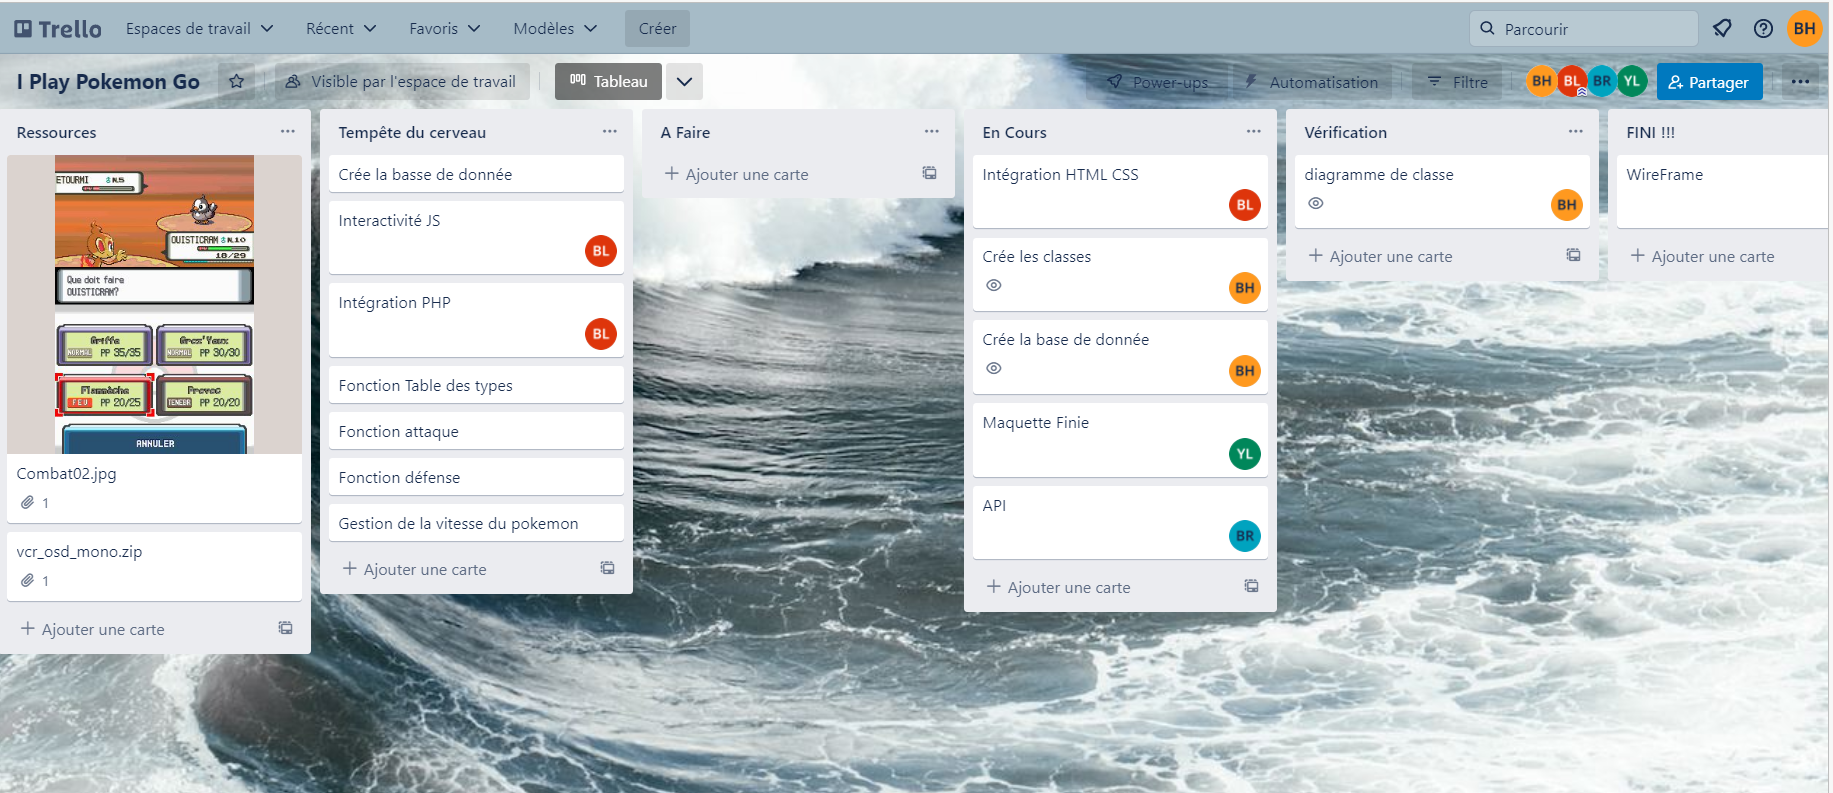 Trello Espaces de travail Récent Favoris Modèles Créer Parcourir BH
I Play Pokemon Go Visible par l'espace de travail Tableau Power-ups Automatisation Filtre BH BL BR YL Partager
Ressources
ETOURMI N.5
OUISTICRAM N.10
18/29
Que doit faire
OUISTICRAM?
Griffe
NORMAL PP 35/35
Groz'Yeux
NORMAL PP 30/30
Flammèche
FEU PP 20/25
Provoc
TENEBR PP 20/20
ANNULER
Combat02.jpg
1
vcr_osd_mono.zip
1
+ Ajouter une carte
Tempête du cerveau
Crée la basse de donnée
Interactivité JS
BL
Intégration PHP
BL
Fonction Table des types
Fonction attaque
Fonction défense
Gestion de la vitesse du pokemon
+ Ajouter une carte
A Faire
+ Ajouter une carte
En Cours
Intégration HTML CSS
BL
Crée les classes
BH
Crée la base de donnée
BH
Maquette Finie
YL
API
BR
+ Ajouter une carte
Vérification
diagramme de classe
BH
+ Ajouter une carte
FINI !!!
WireFrame
+ Ajouter une carte